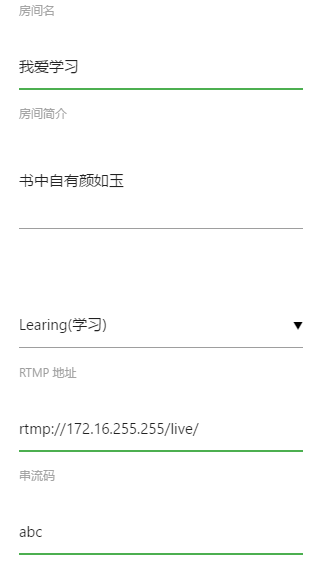 房间名
我爱学习
房间简介
书中自有颜如玉
Learing(学习)
RTMP 地址
rtmp://172.16.255.255/live/
串流码
abc